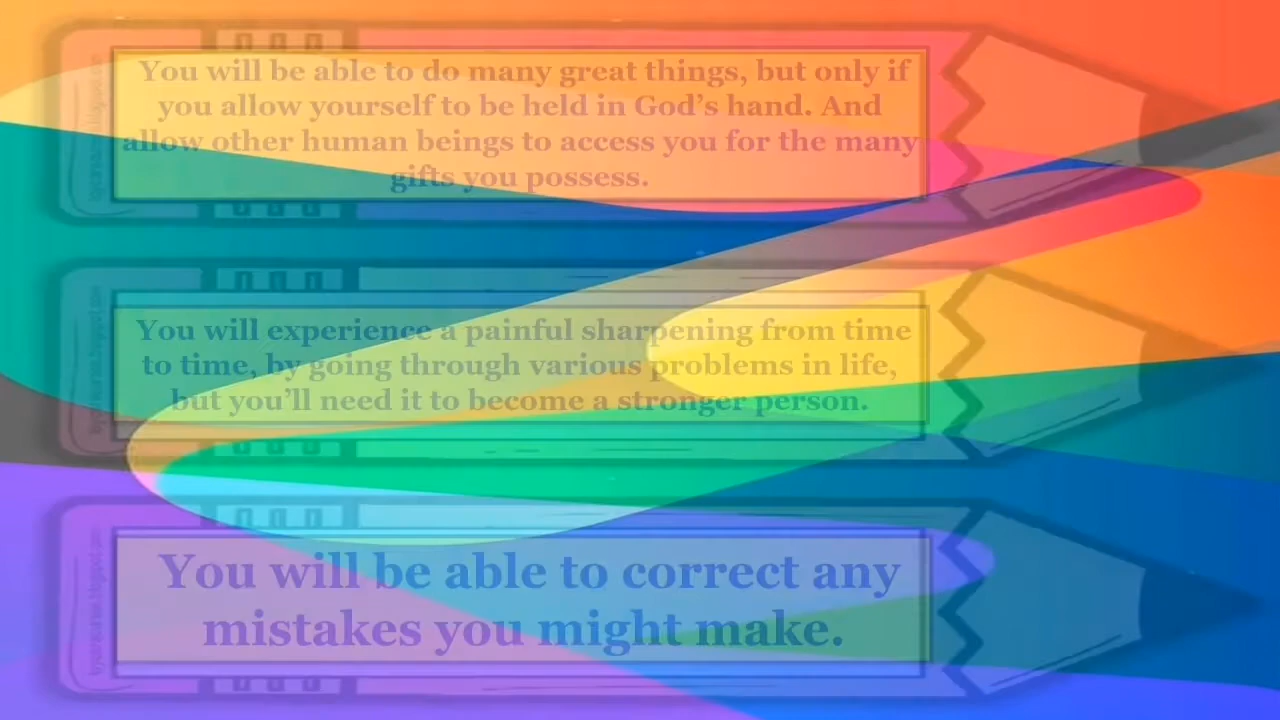 You will be able to do many great things, but only if
you allow yourself to be held in God's hand. And
allow other human beings to access you for the many
gifts you possess.
You will experience a painful sharpening from time
to time, by going through various problems in life,
but you'll need it to become a stronger person.
You will be able to correct any
mistakes you might make.